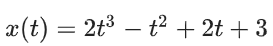 x(t) = 2t³ − t² + 2t + 3